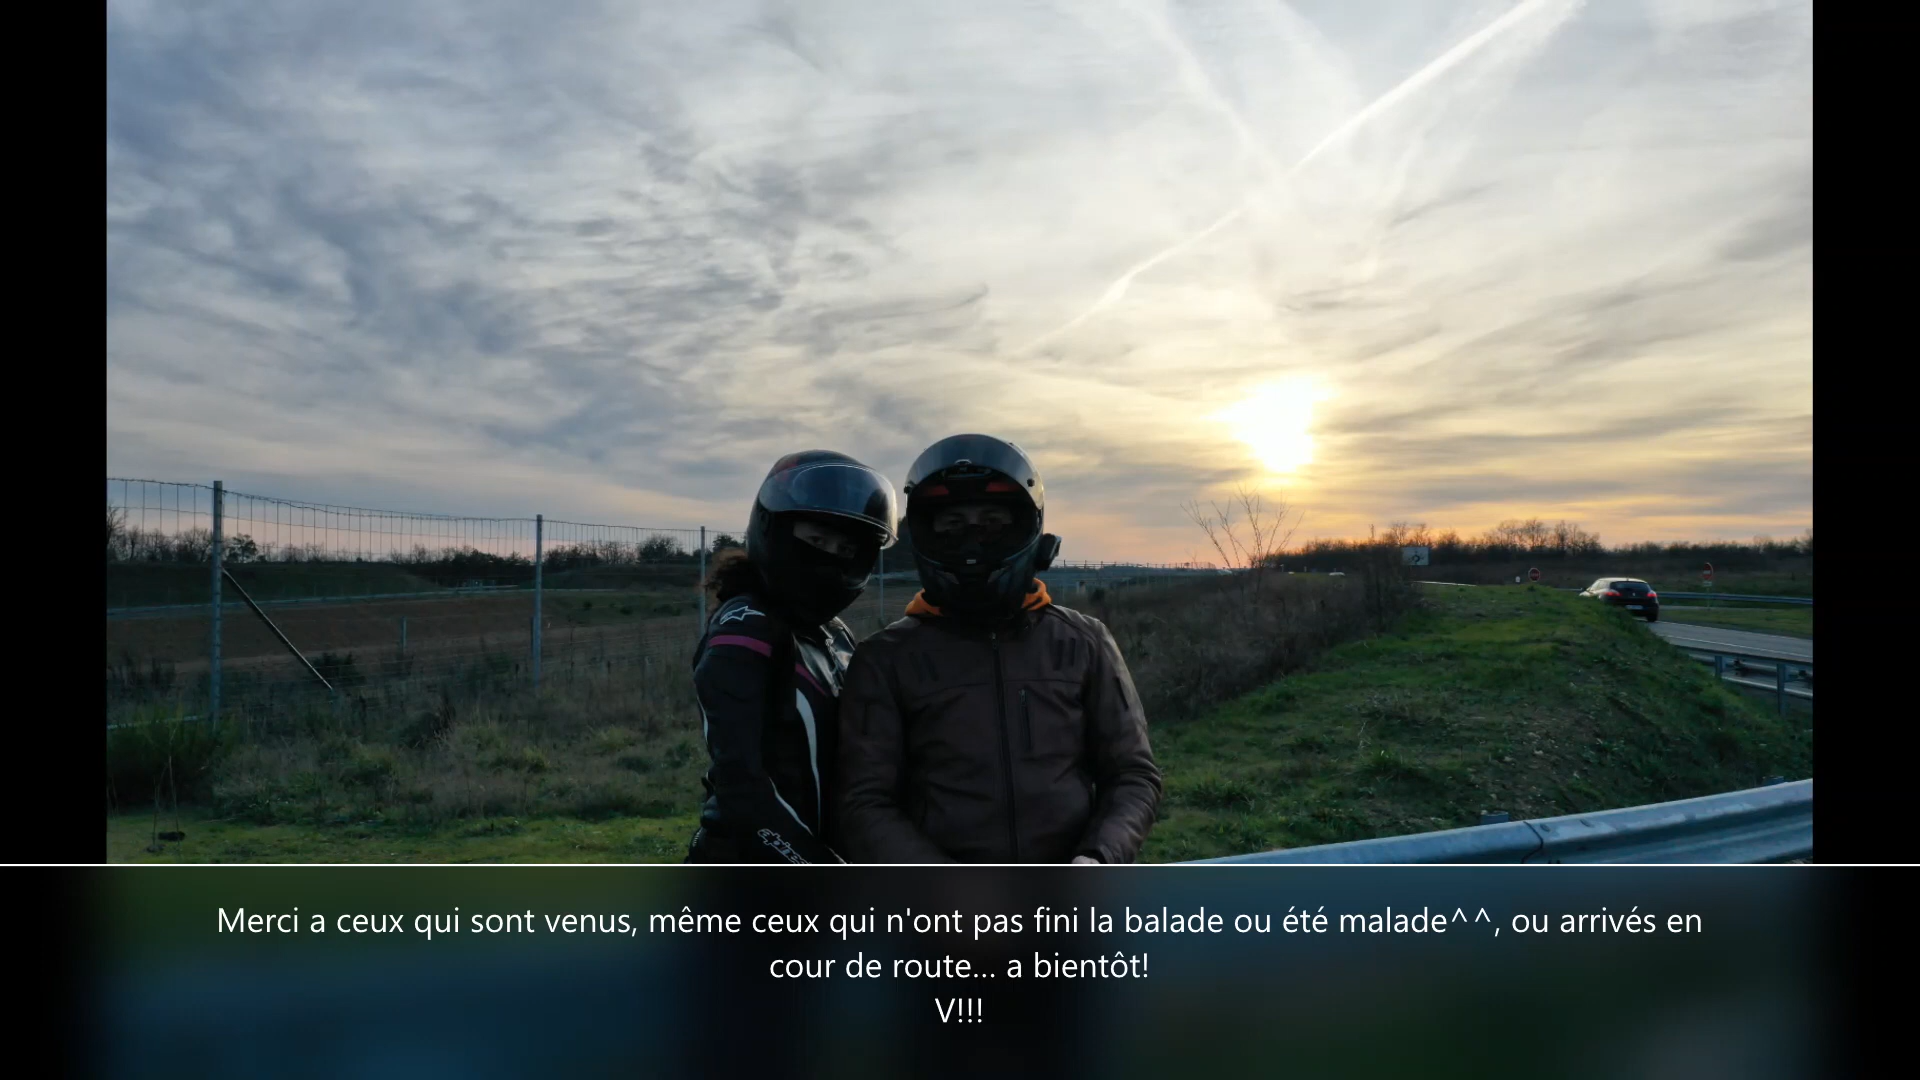 Merci a ceux qui sont venus, même ceux qui n'ont pas fini la balade ou été malade^^, ou arrivés en
cour de route... a bientôt!
V!!!